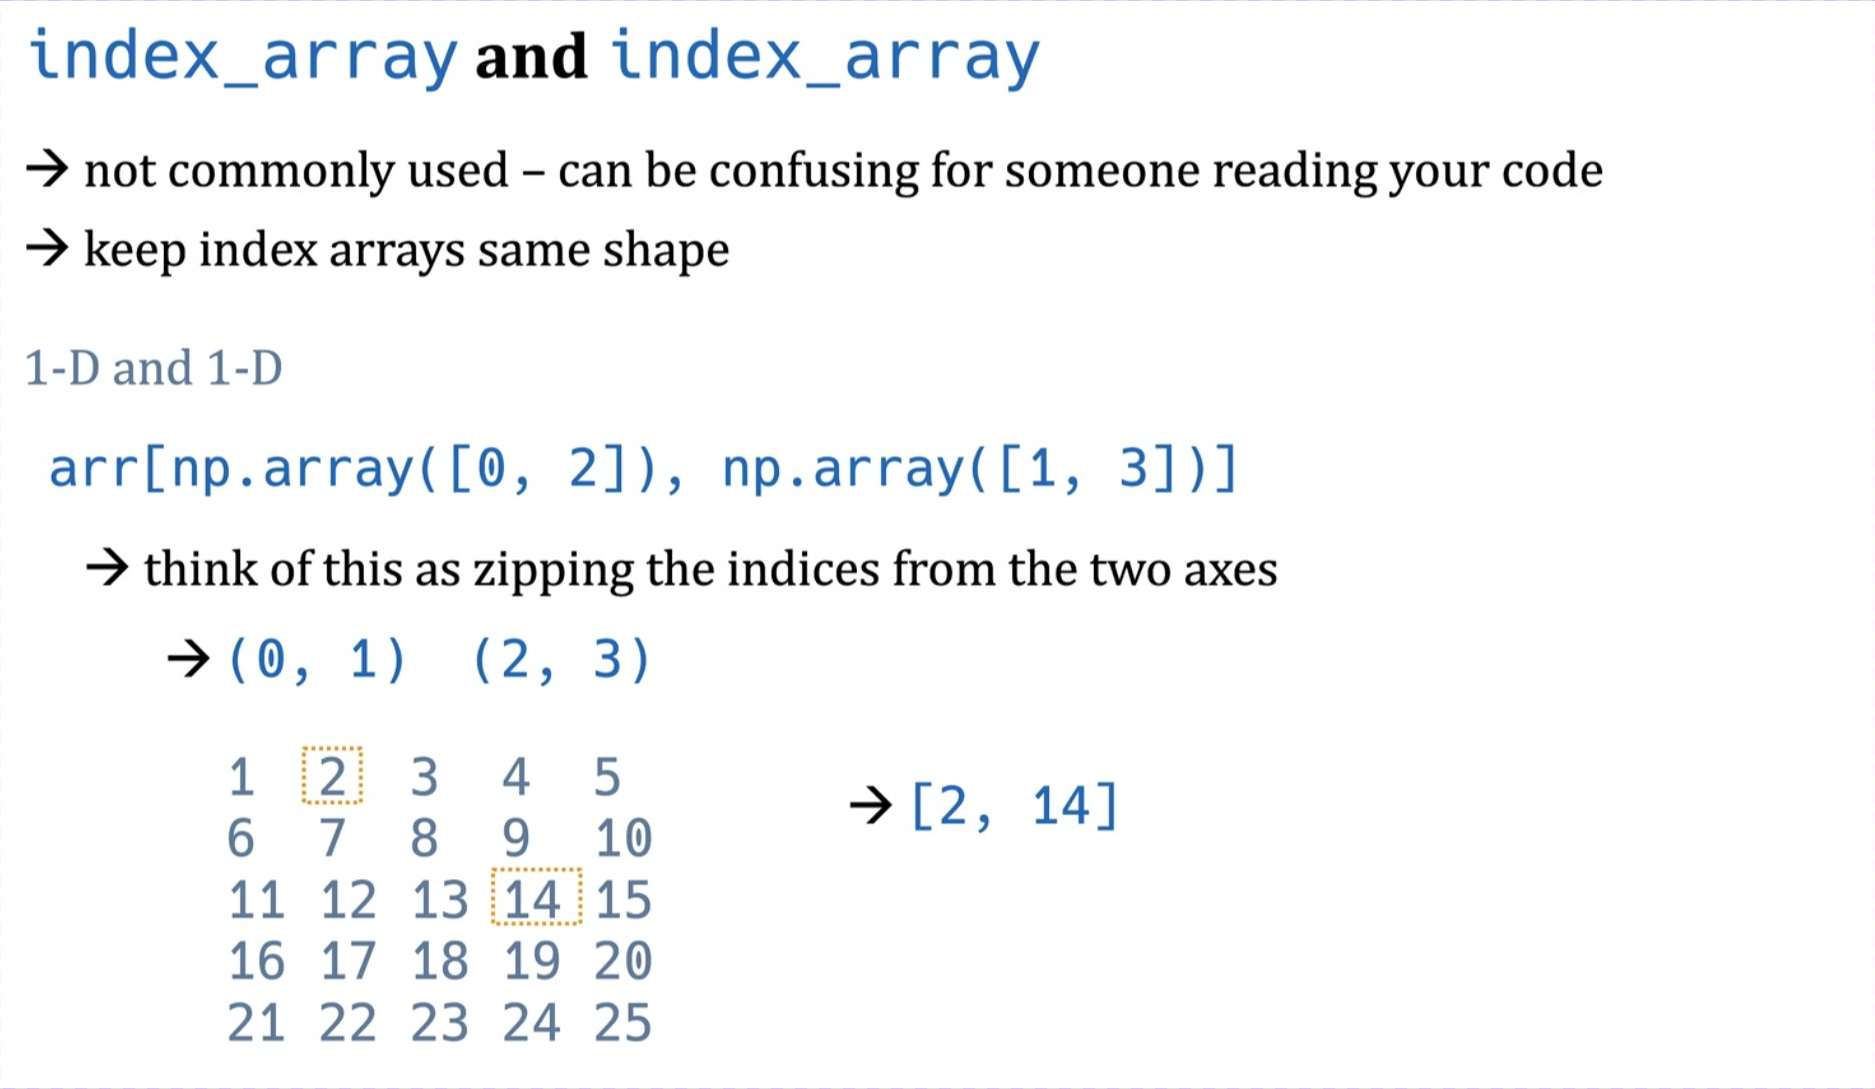 index_array and index_array
→ not commonly used – can be confusing for someone reading your code
→ keep index arrays same shape
1-D and 1-D
arr[np.array([0, 2]), np.array([1, 3])]
→ think of this as zipping the indices from the two axes
→ (0, 1) (2, 3)
1 2 3 4 5
6 7 8 9 10
11 12 13 14 15
16 17 18 19 20
21 22 23 24 25
→ [2, 14]